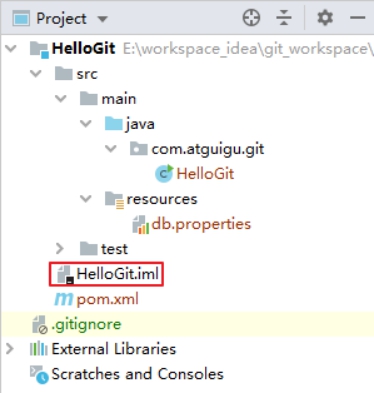 Project
HelloGit E:\workspace_idea\git_workspace\
src
main
java
com.atguigu.git
HelloGit
resources
db.properties
test
HelloGit.iml
pom.xml
.gitignore
External Libraries
Scratches and Consoles